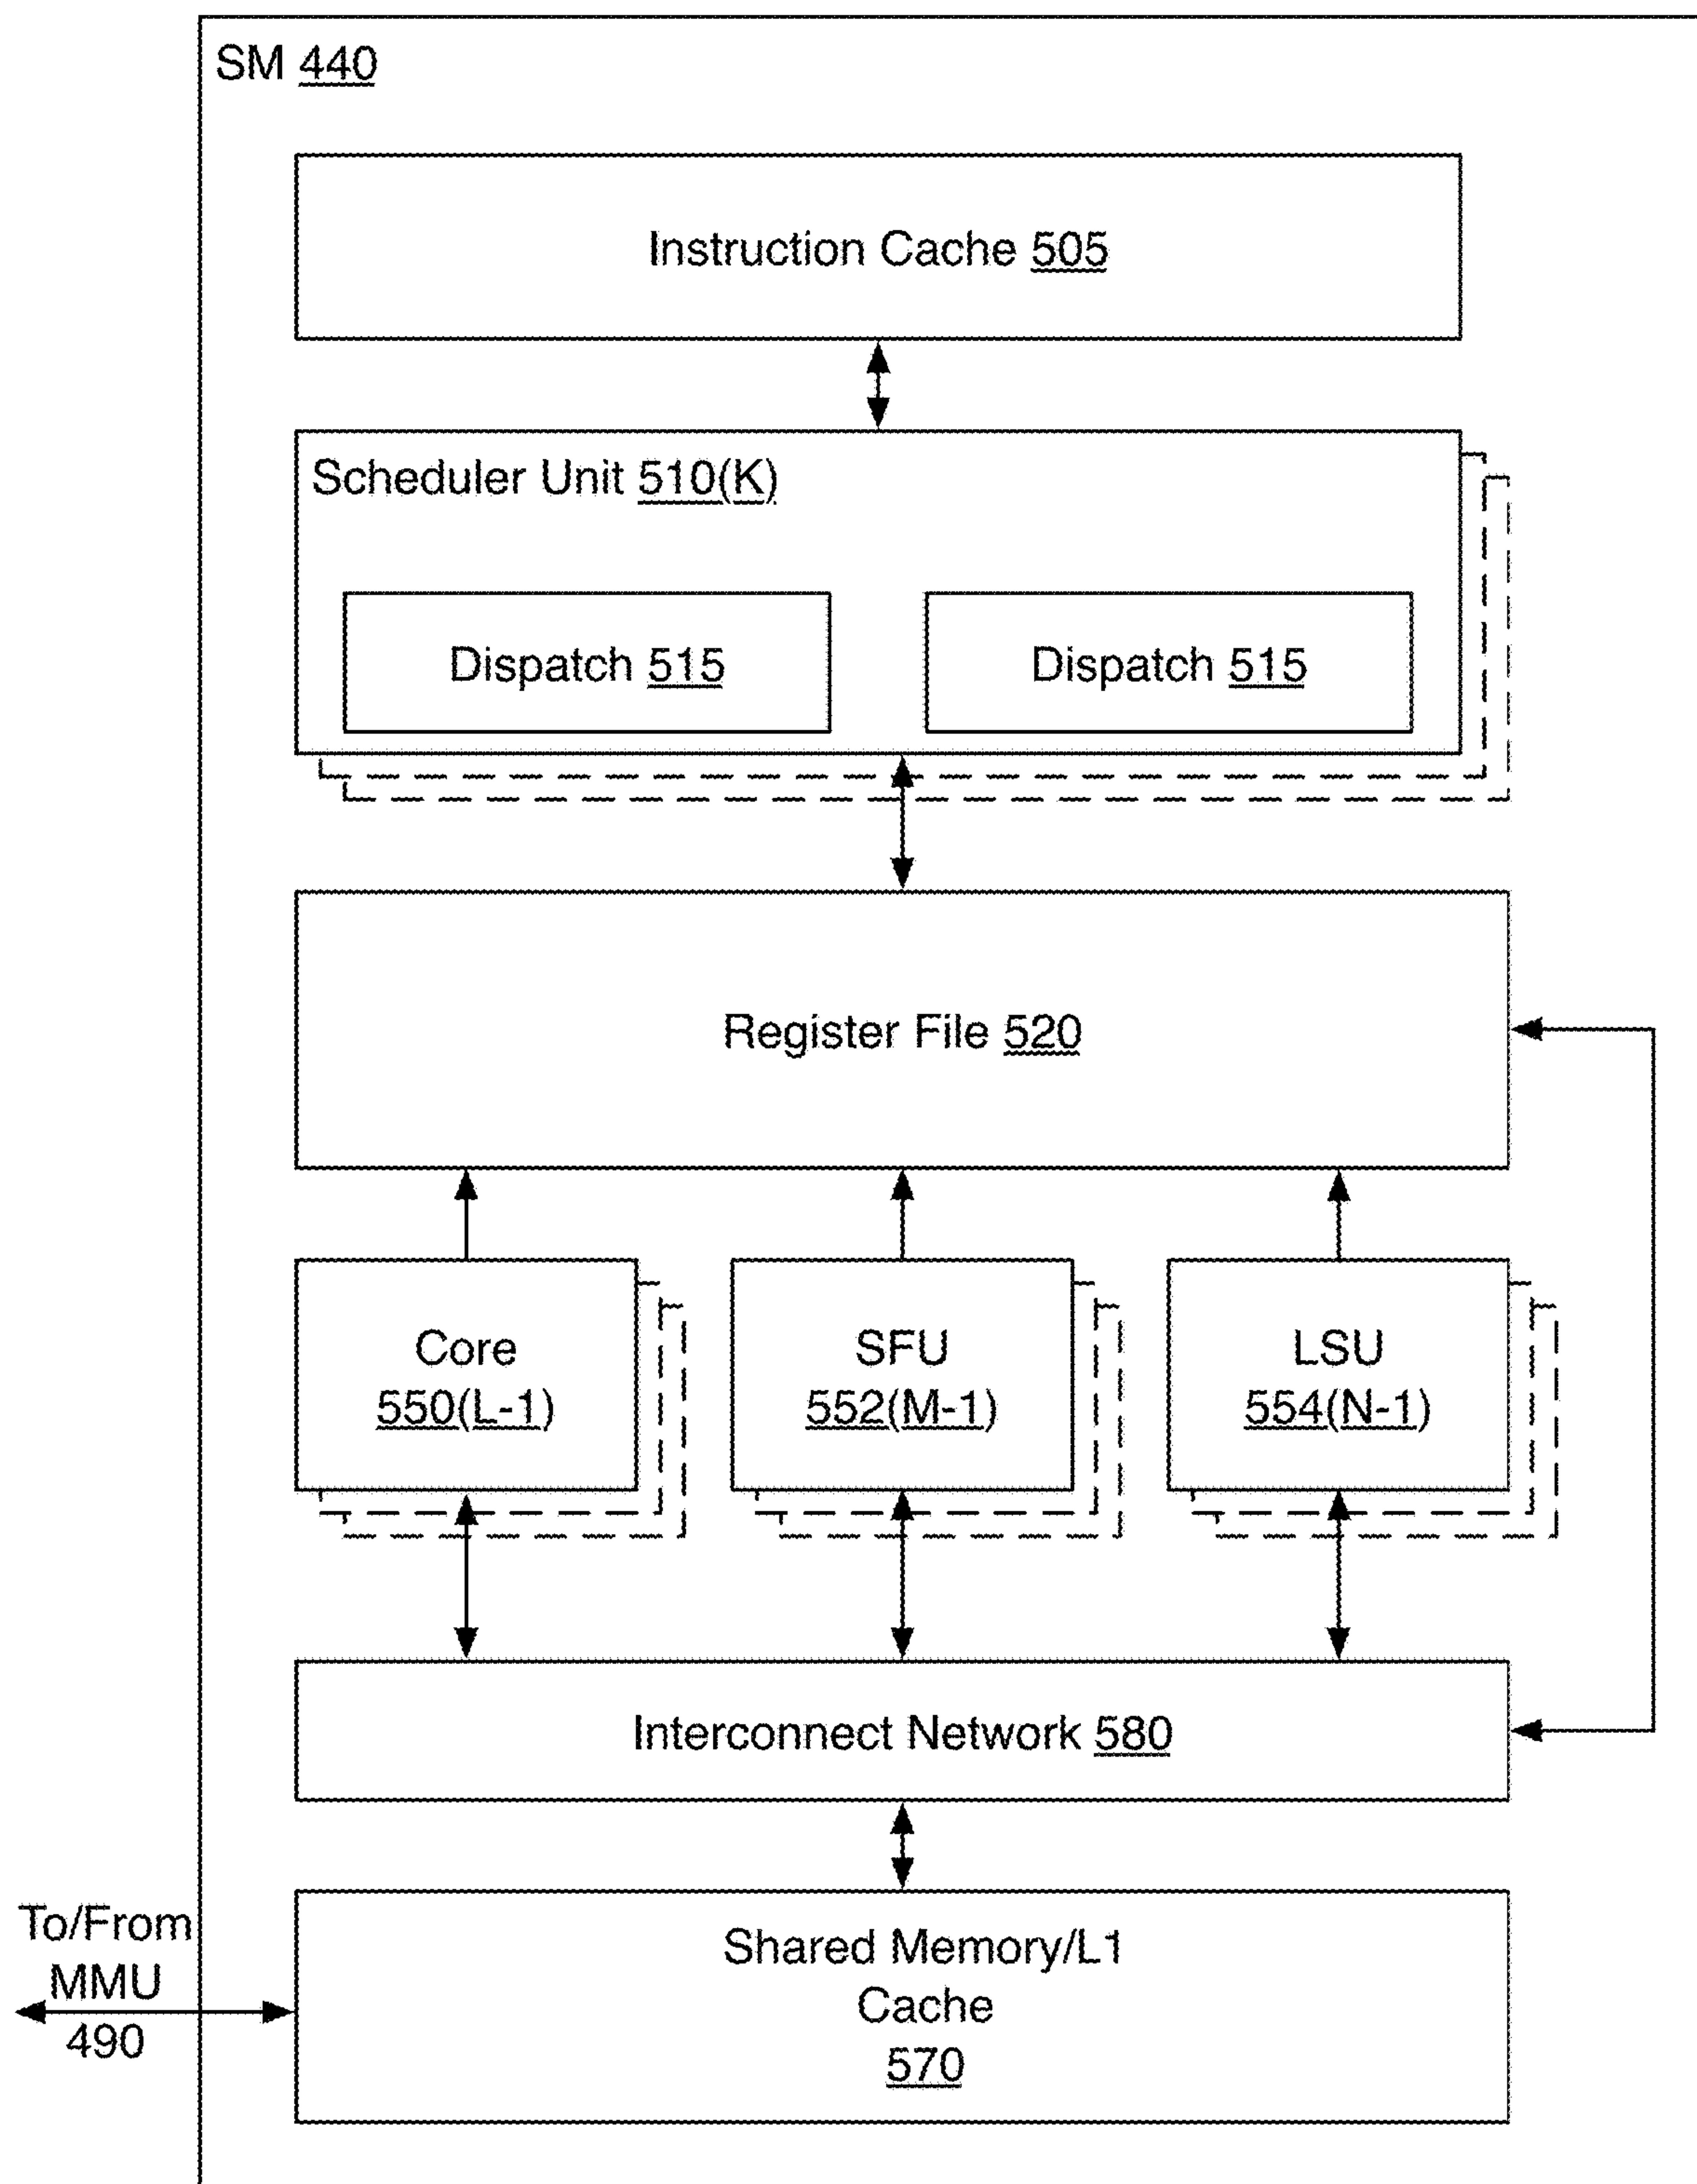 SM 440
Instruction Cache 505
Scheduler Unit 510(K)
Dispatch 515
Dispatch 515
Register File 520
Core
550(L-1)
SFU
552(M-1)
LSU
554(N-1)
Interconnect Network 580
To/From
MMU
490
Shared Memory/L1
Cache
570